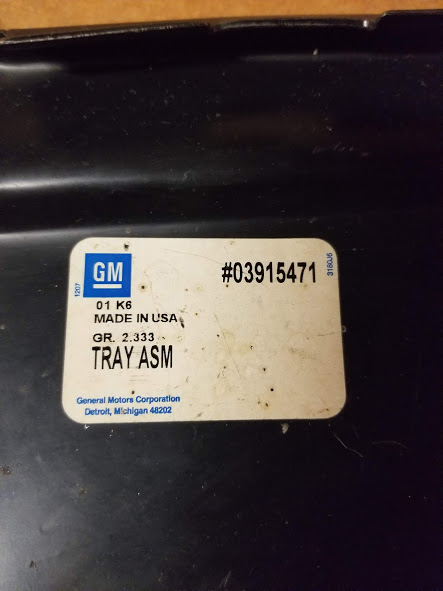 GM
#03915471
1207
3180J6
01 K6
MADE IN USA
GR. 2.333
TRAY ASM
General Motors Corporation
Detroit, Michigan 48202